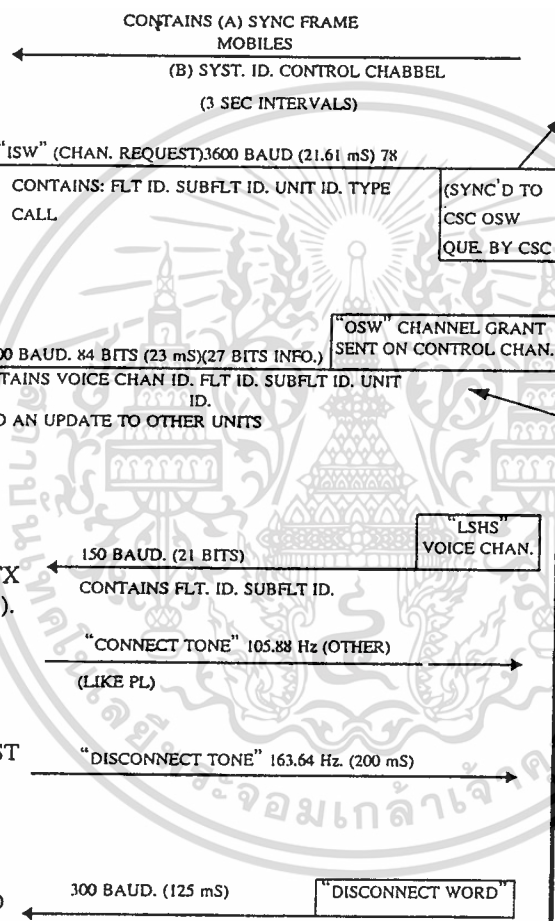 CONTAINS (A) SYNC FRAME
MOBILES
(B) SYST. ID. CONTROL CHABBEL
(3 SEC INTERVALS)
"ISW" (CHAN. REQUEST)3600 BAUD (21.61 mS) 78
CONTAINS: FLT ID. SUBFLT ID. UNIT ID. TYPE
CALL
(SYNC'D TO
CSC OSW
QUE. BY CSC
"OSW" CHANNEL GRANT
SENT ON CONTROL CHAN.
00 BAUD. 84 BITS (23 mS)(27 BITS INFO.)
TAINS VOICE CHAN ID. FLT ID. SUBFLT ID. UNIT
ID.
D AN UPDATE TO OTHER UNITS
"LSHS"
VOICE CHAN.
150 BAUD. (21 BITS)
TX
).
CONTAINS FLT. ID. SUBFLT ID.
"CONNECT TONE" 105.88 Hz (OTHER)
(LIKE PL)
ST
"DISCONNECT TONE" 163.64 Hz. (200 mS)
300 BAUD. (125 mS)
"DISCONNECT WORD"